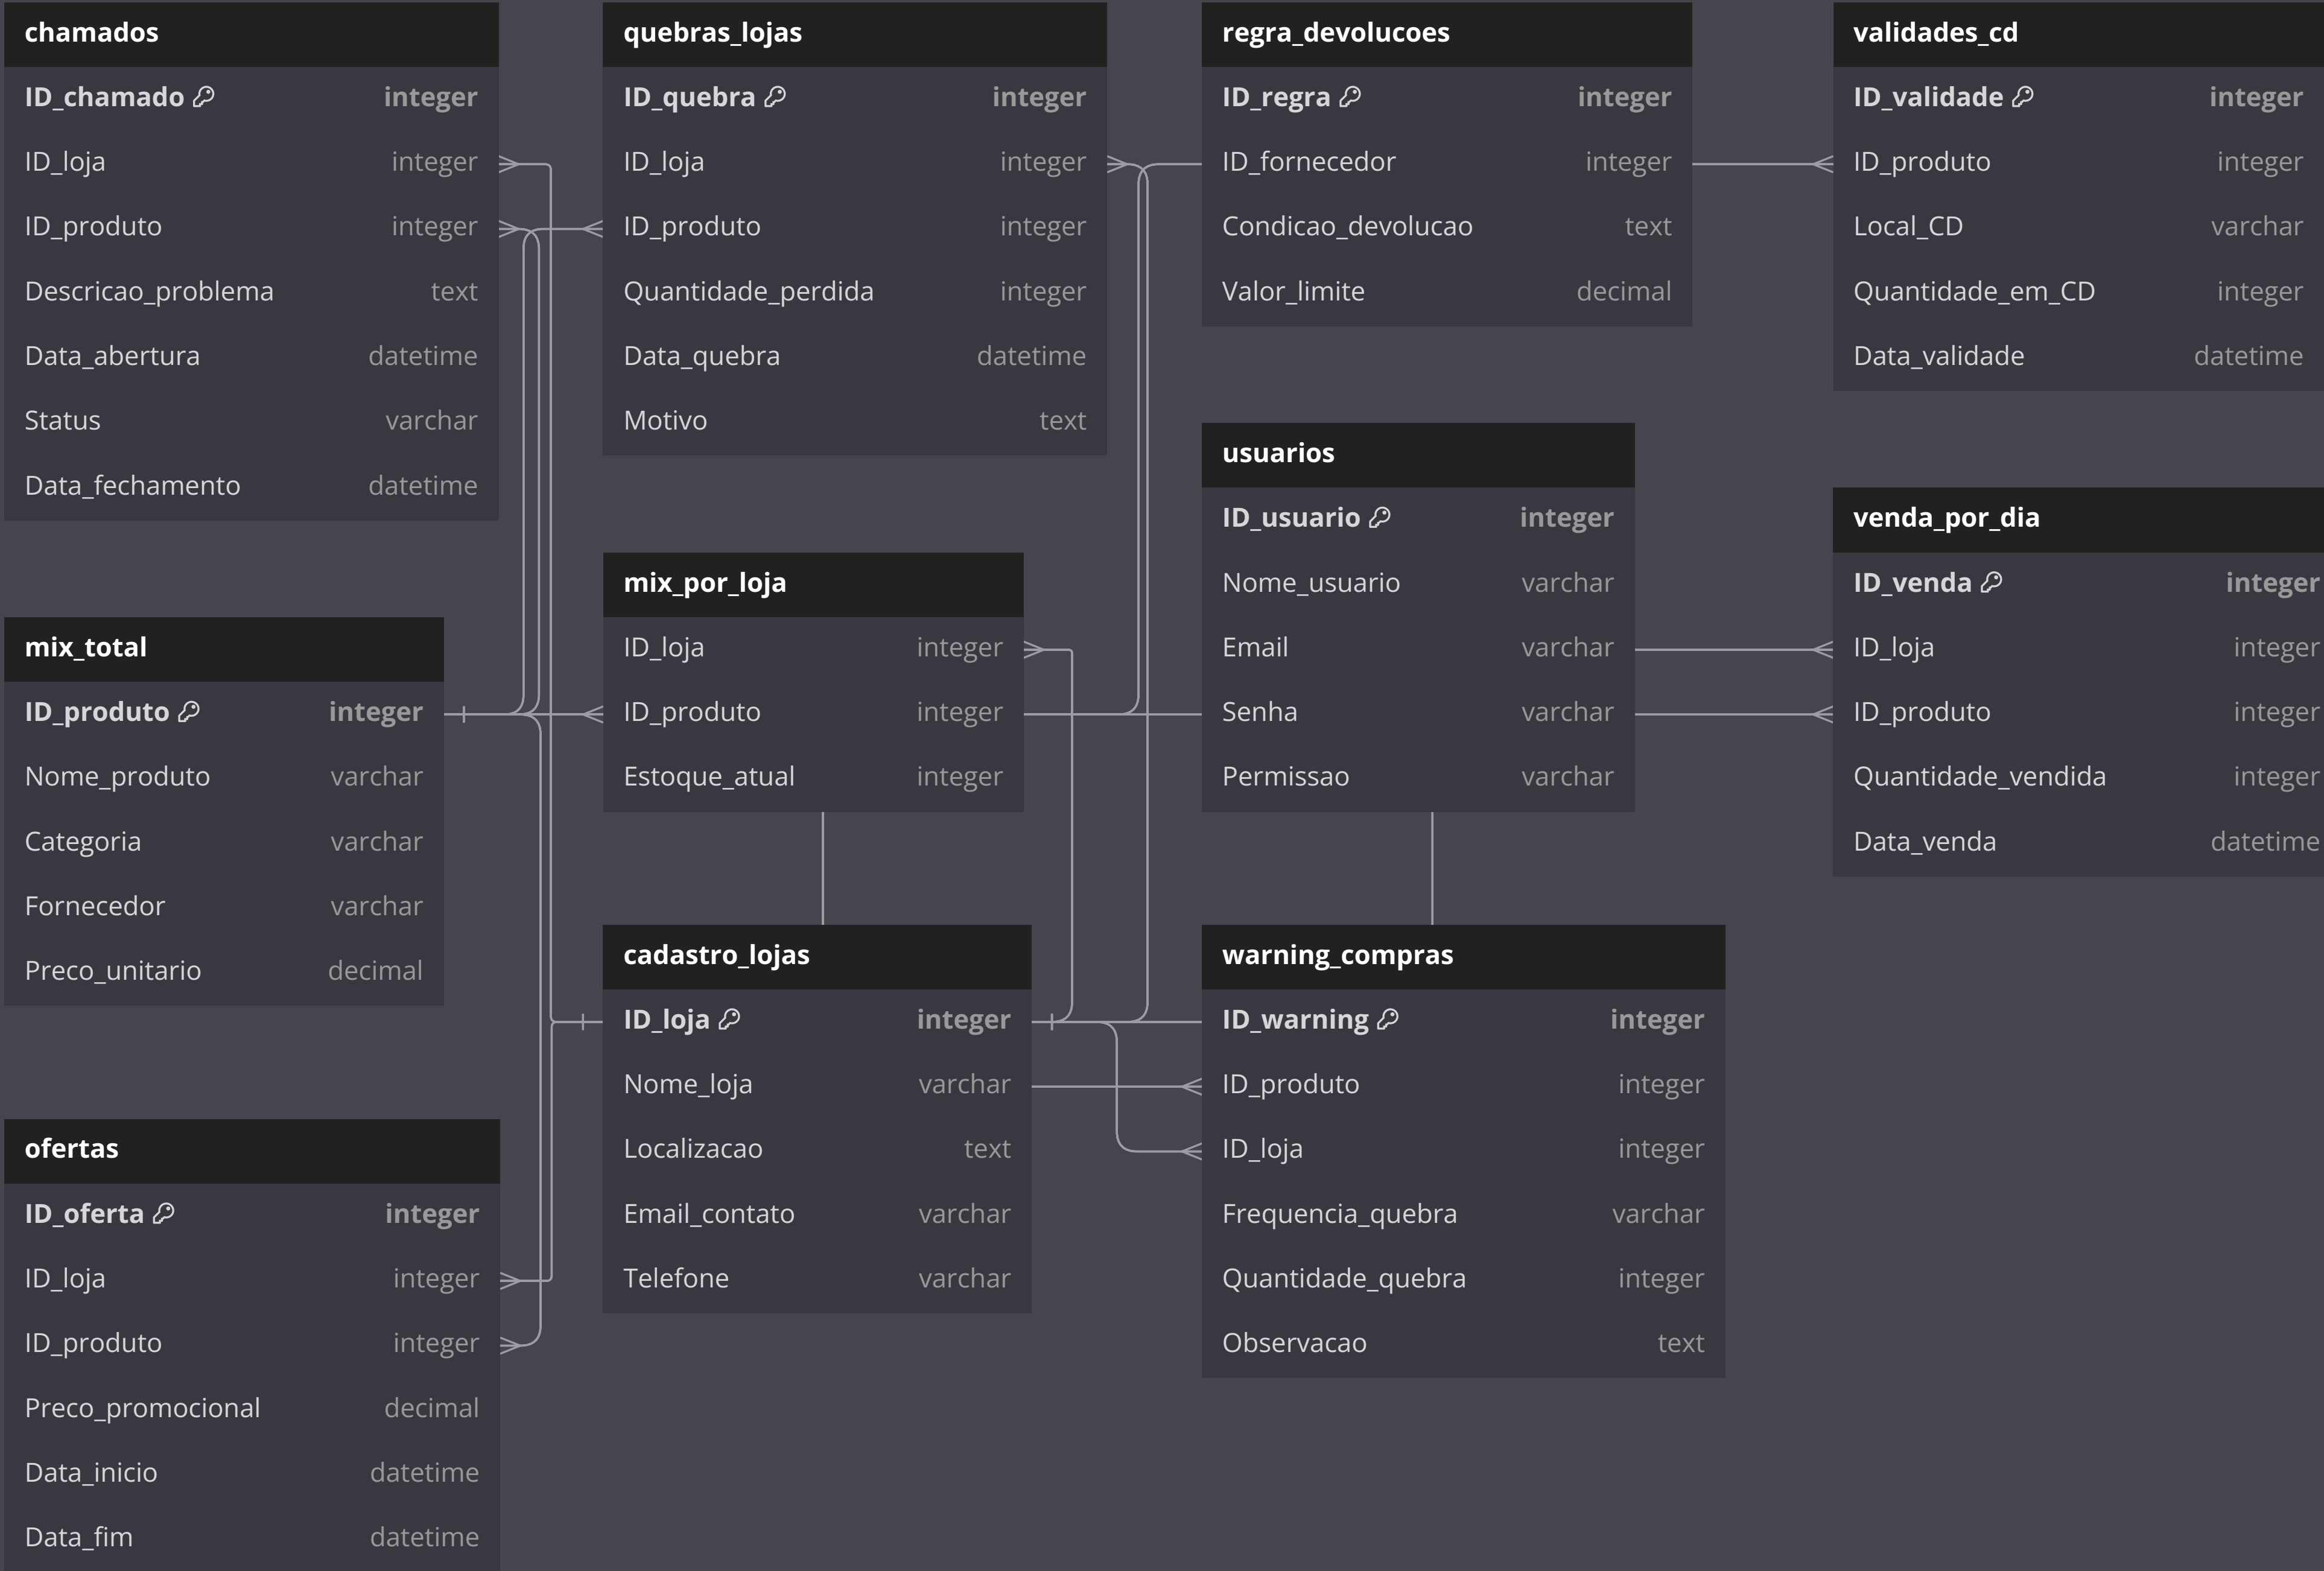 chamados
ID_chamado integer
ID_loja integer
ID_produto integer
Descricao_problema text
Data_abertura datetime
Status varchar
Data_fechamento datetime
quebras_lojas
ID_quebra integer
ID_loja integer
ID_produto integer
Quantidade_perdida integer
Data_quebra datetime
Motivo text
regra_devolucoes
ID_regra integer
ID_fornecedor integer
Condicao_devolucao text
Valor_limite decimal
validades_cd
ID_validade integer
ID_produto integer
Local_CD varchar
Quantidade_em_CD integer
Data_validade datetime
usuarios
ID_usuario integer
Nome_usuario varchar
Email varchar
Senha varchar
Permissao varchar
venda_por_dia
ID_venda integer
ID_loja integer
ID_produto integer
Quantidade_vendida integer
Data_venda datetime
mix_por_loja
ID_loja integer
ID_produto integer
Estoque_atual integer
mix_total
ID_produto integer
Nome_produto varchar
Categoria varchar
Fornecedor varchar
Preco_unitario decimal
cadastro_lojas
ID_loja integer
Nome_loja varchar
Localizacao text
Email_contato varchar
Telefone varchar
warning_compras
ID_warning integer
ID_produto integer
ID_loja integer
Frequencia_quebra varchar
Quantidade_quebra integer
Observacao text
ofertas
ID_oferta integer
ID_loja integer
ID_produto integer
Preco_promocional decimal
Data_inicio datetime
Data_fim datetime